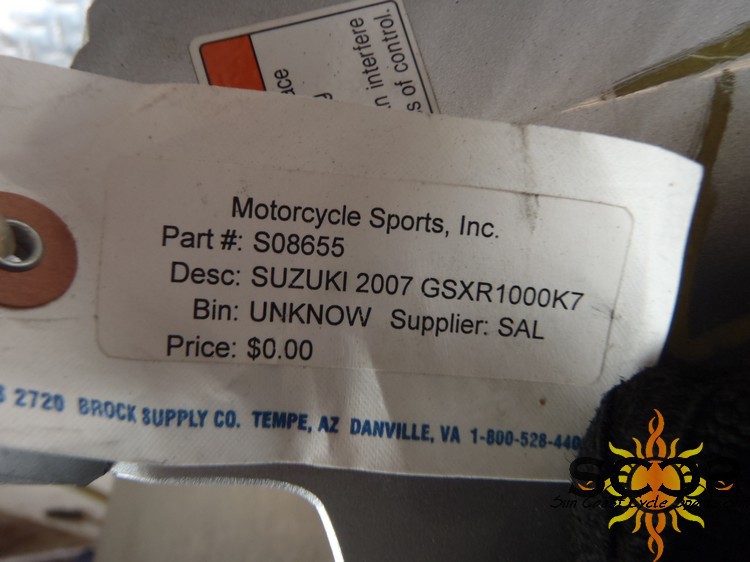 ace
n interfere
s of control.
Motorcycle Sports, Inc.
Part #: S08655
Desc: SUZUKI 2007 GSXR1000K7
Bin: UNKNOW Supplier: SAL
Price: $0.00
S 2720 BROCK SUPPLY CO. TEMPE, AZ DANVILLE, VA 1-800-528-440